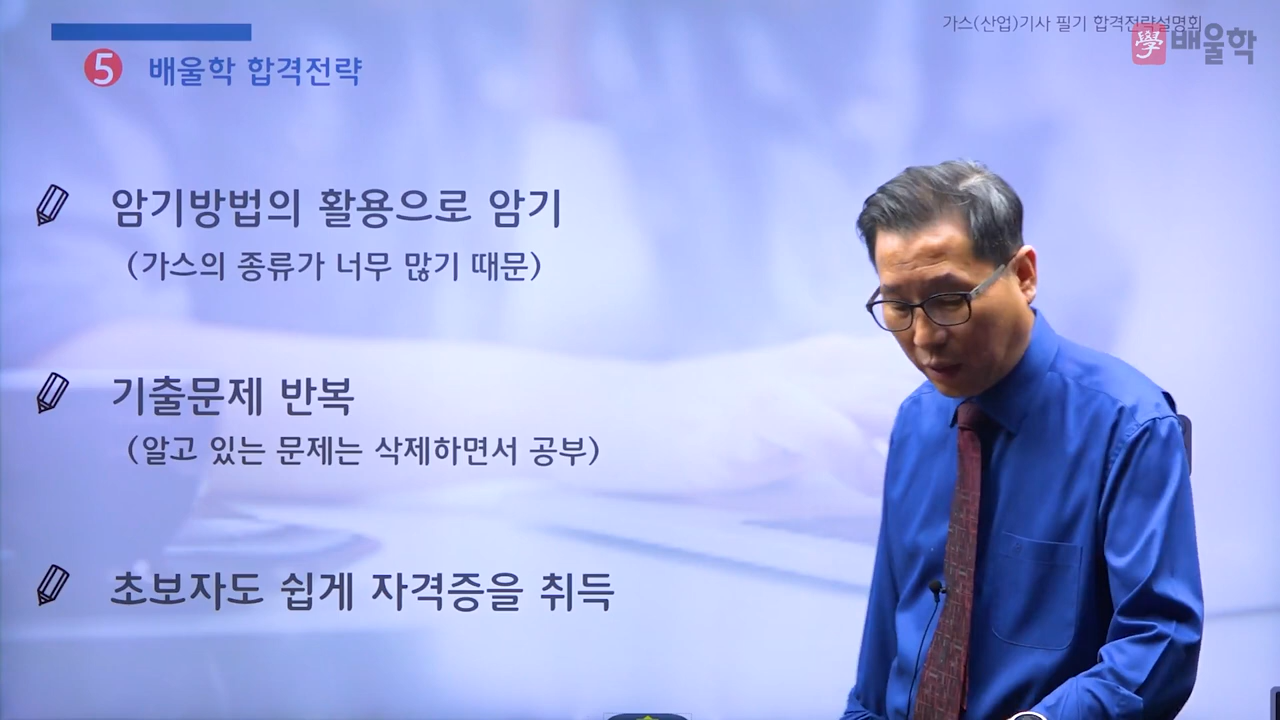 가스(산업)기사 필기 합격전략설명회
學 배울학
5 배울학 합격전략
암기방법의 활용으로 암기
(가스의 종류가 너무 많기 때문)
기출문제 반복
(알고 있는 문제는 삭제하면서 공부)
초보자도 쉽게 자격증을 취득